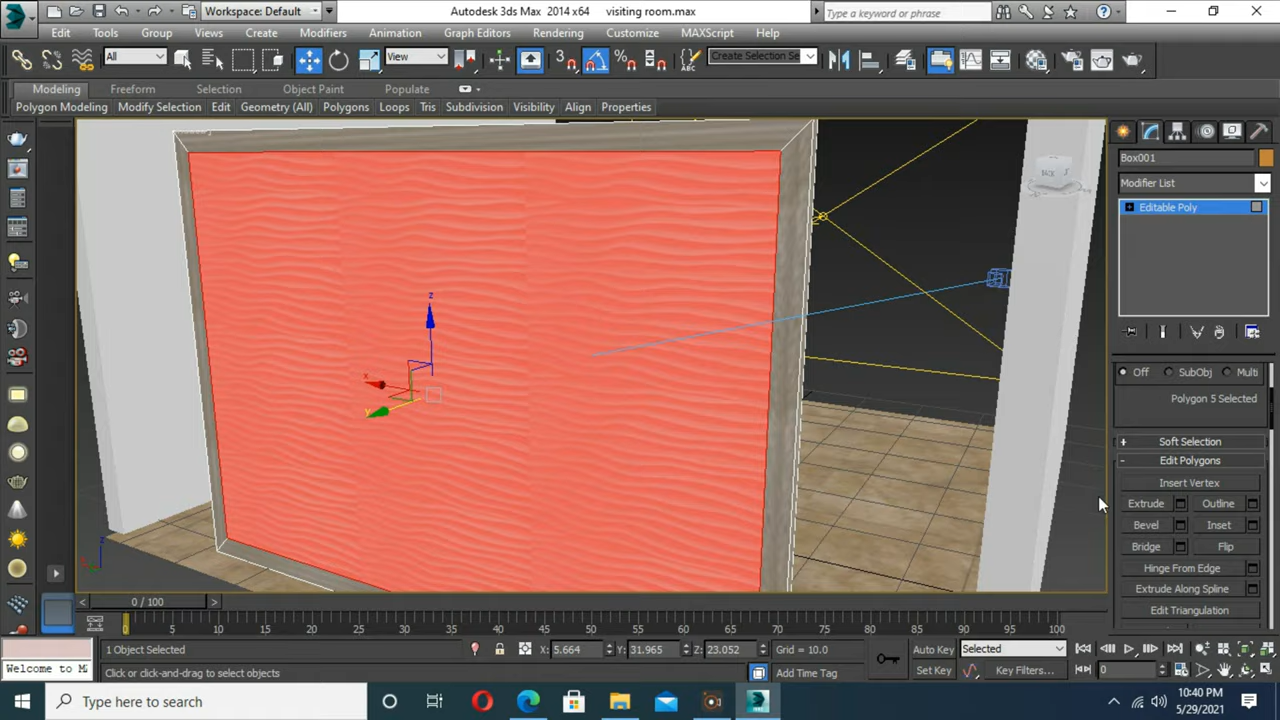 Workspace: Default
Autodesk 3ds Max 2014 x64
visiting room.max
Type a keyword or phrase
Edit
Tools
Group
Views
Create
Modifiers
Animation
Graph Editors
Rendering
Customize
MAXScript
Help
All
View
3
Create Selection Se
Modeling
Freeform
Selection
Object Paint
Populate
Polygon Modeling
Modify Selection
Edit
Geometry (All)
Polygons
Loops
Tris
Subdivision
Visibility
Align
Properties
Box001
Modifier List
Editable Poly
BACK
z
x
y
z
Off
SubObj
Multi
Polygon 5 Selected
Soft Selection
Edit Polygons
Insert Vertex
Extrude
Outline
Bevel
Inset
Bridge
Flip
Hinge From Edge
Extrude Along Spline
Edit Triangulation
0 / 100
0 5 10 15 20 25 30 35 40 45 50 55 60 65 70 75 80 85 90 95 100
1 Object Selected
X: 5.664
Y: 31.965
Z: 23.052
Grid = 10.0
Auto Key
Selected
Welcome to M
Click or click-and-drag to select objects
Add Time Tag
Set Key
Key Filters...
0
Type here to search
10:40 PM
5/29/2021